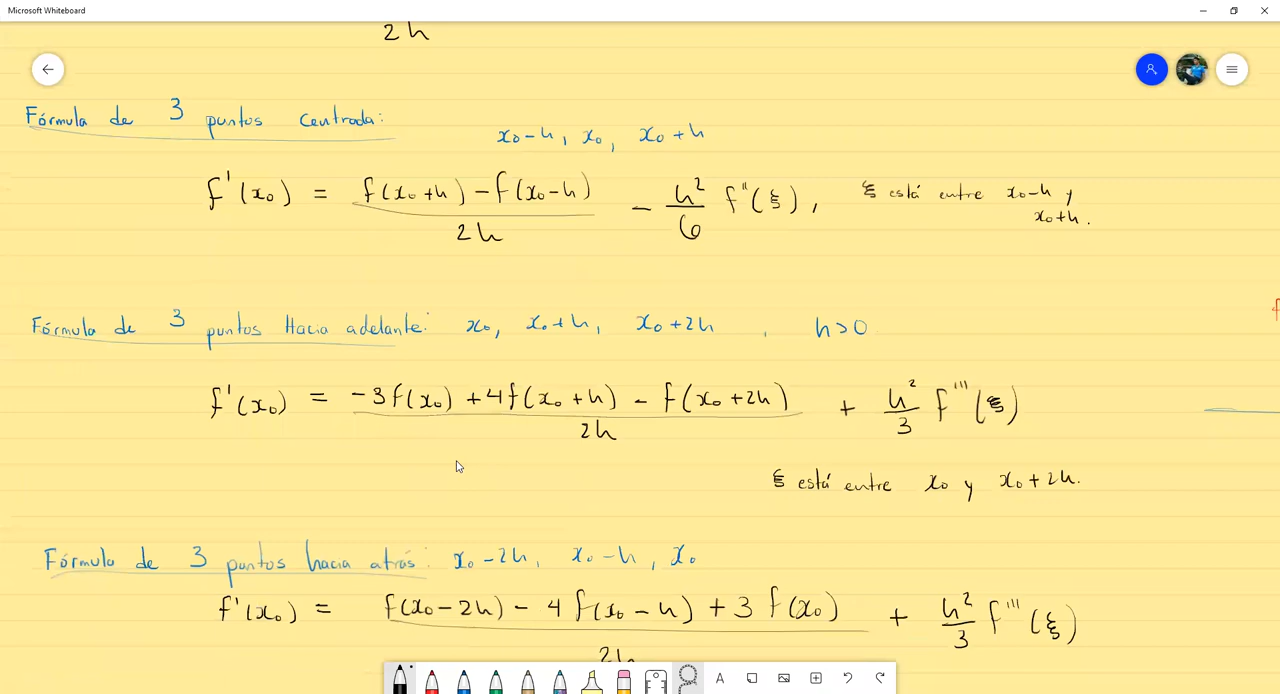 Microsoft Whiteboard
2h
Fórmula de 3 puntos centrada: x₀-h, x₀, x₀+h
f'(x₀) = f(x₀+h) - f(x₀-h) / 2h - h²/6 f''(ξ), ξ está entre x₀-h y
x₀+h.
Fórmula de 3 puntos Hacia adelante: x₀, x₀+h, x₀+2h , h>0
f'(x₀) = -3f(x₀) + 4f(x₀+h) - f(x₀+2h) / 2h + h²/3 f'''(ξ)
ξ está entre x₀ y x₀+2h.
Fórmula de 3 puntos hacia atrás: x₀-2h, x₀-h, x₀
f'(x₀) = f(x₀-2h) - 4f(x₀-h) + 3f(x₀) / 2h + h²/3 f'''(ξ)
A